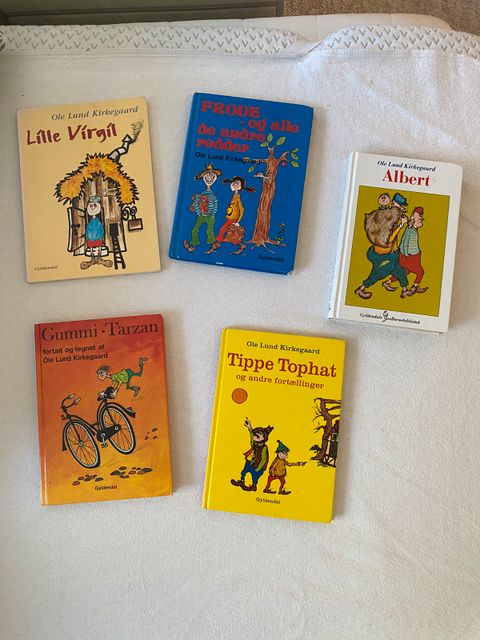 Ole Lund Kirkegaard
Lille Virgil
Gyldendal
FRODE
- og alle
de andre
rødder
Ole Lund Kirkegaard
Gyldendal
Ole Lund Kirkegaard
Albert
Gyldendals
Børnebibliotek
Gummi-Tarzan
fortalt og tegnet af
Ole Lund Kirkegaard
Gyldendal
Ole Lund Kirkegaard
Tippe Tophat
og andre fortællinger
Gyldendal